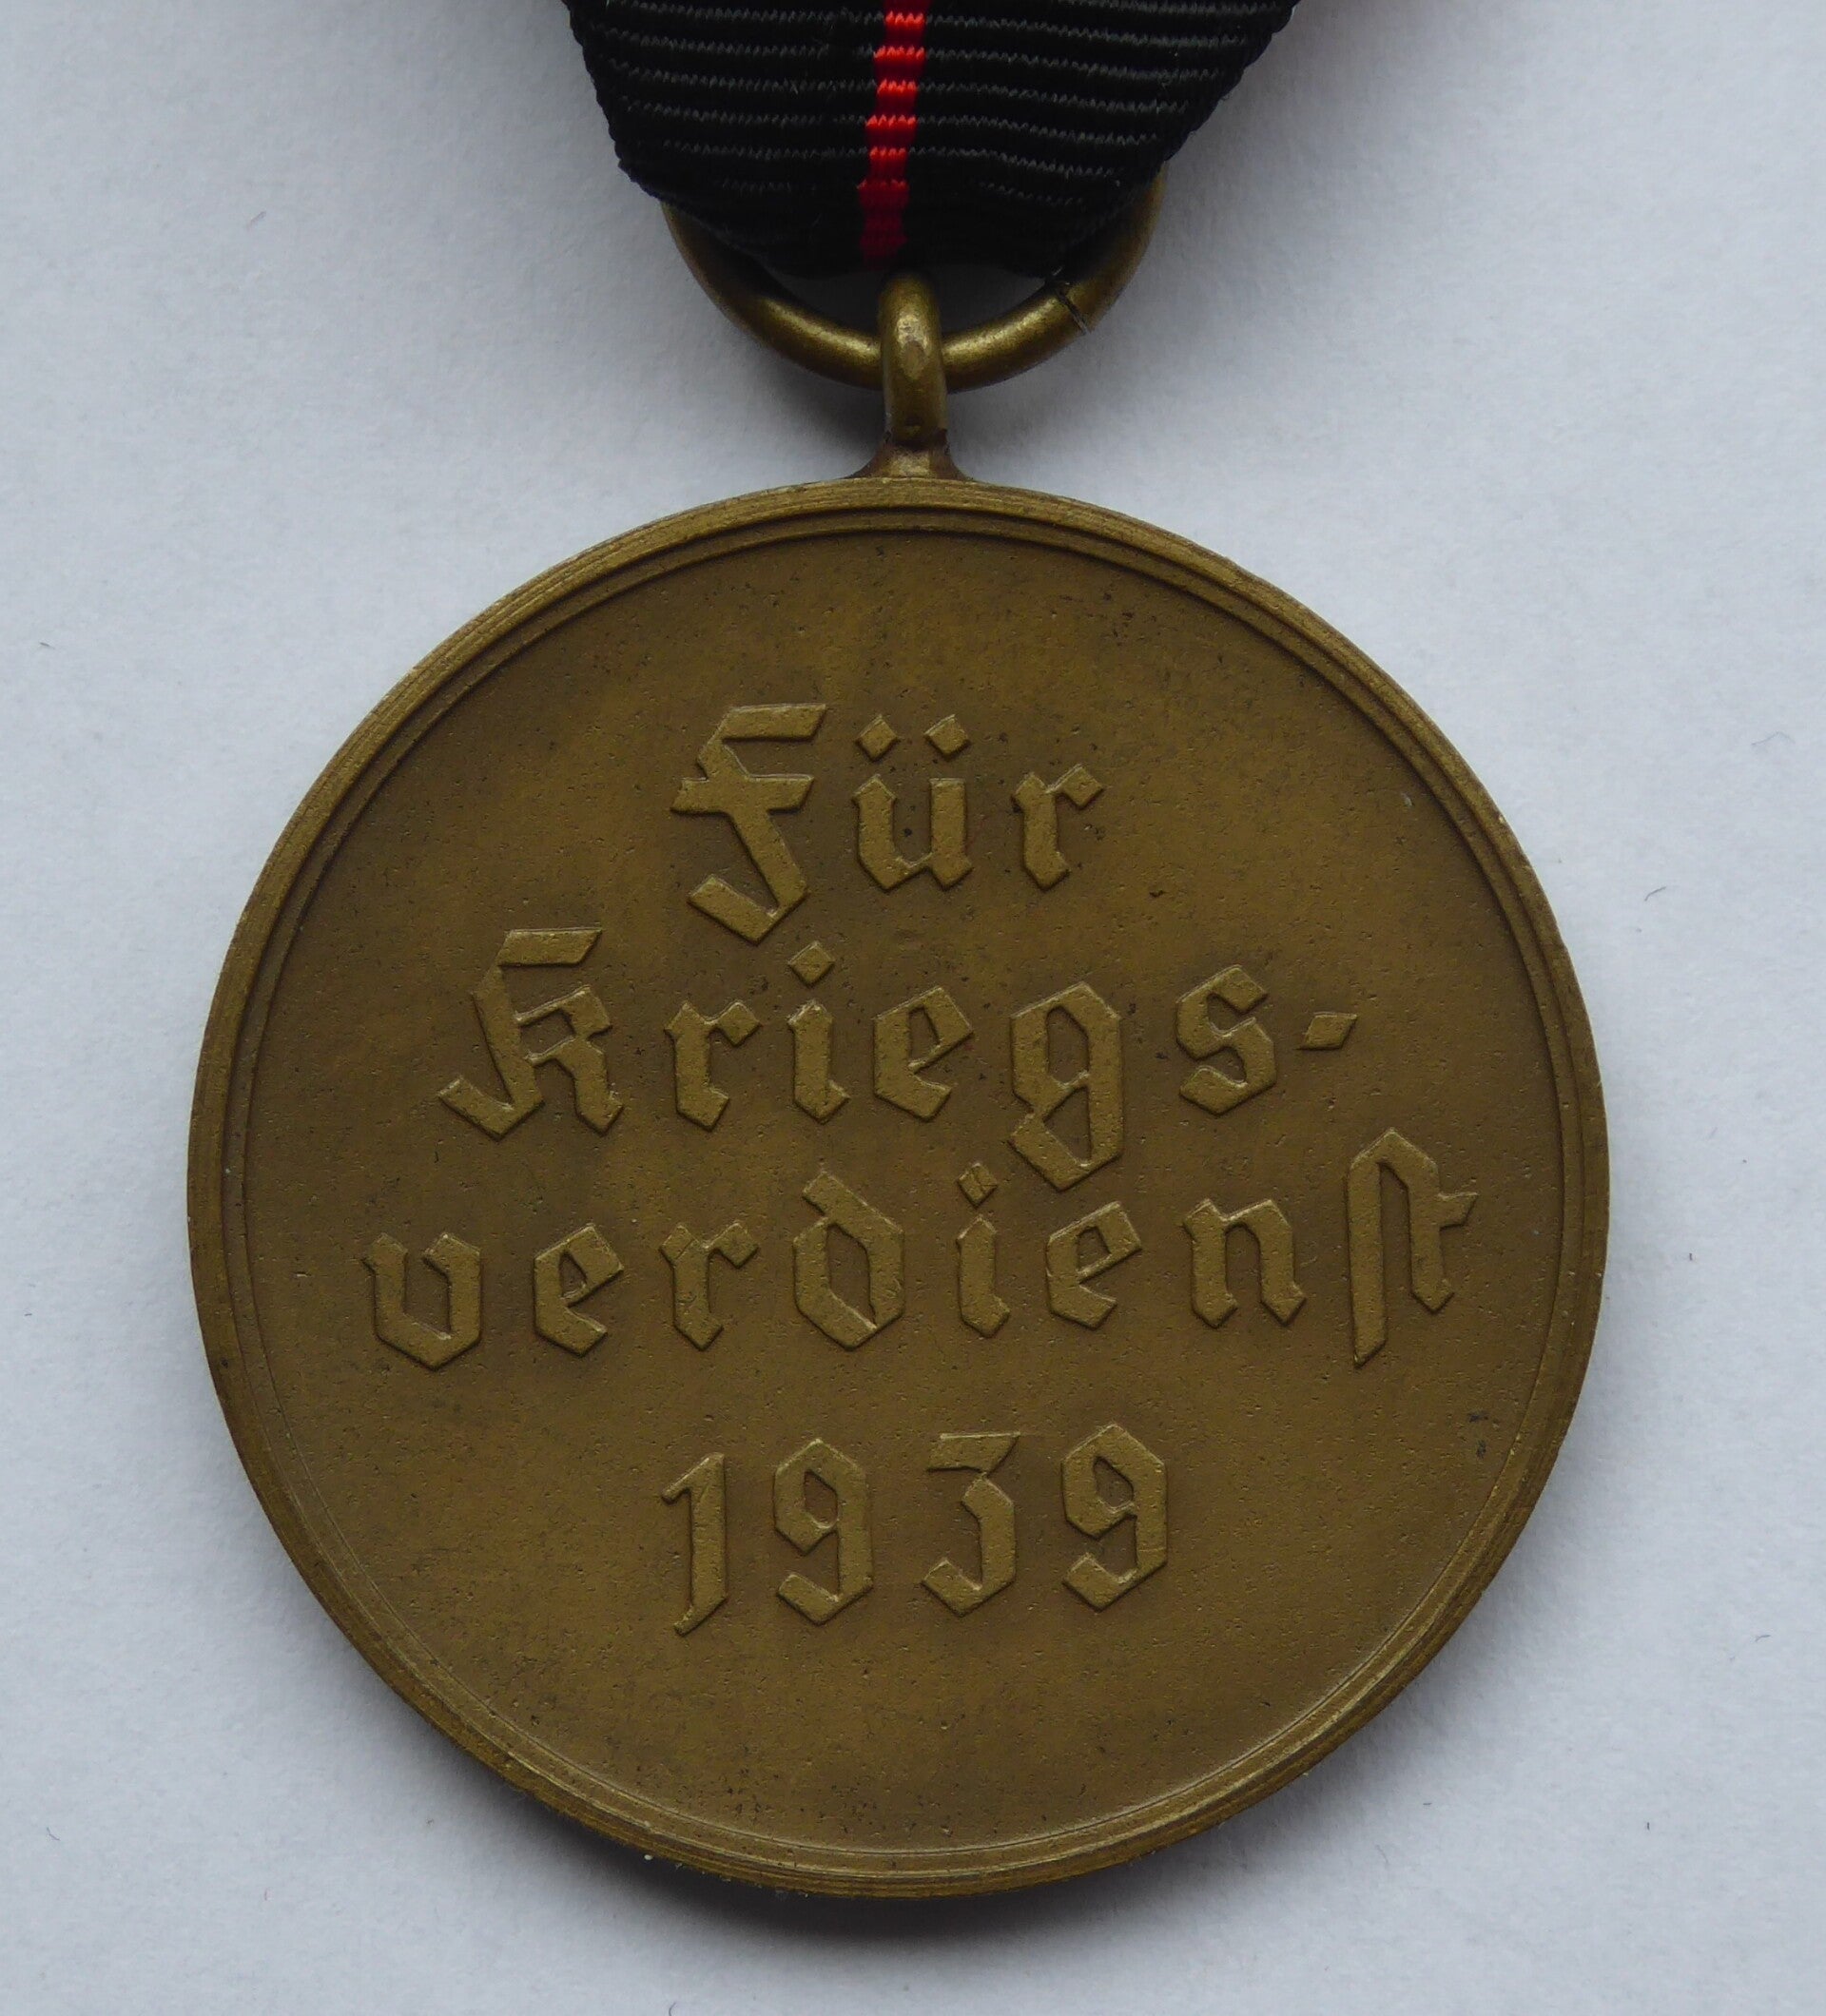 Für
Kriegs-
verdienst
1939